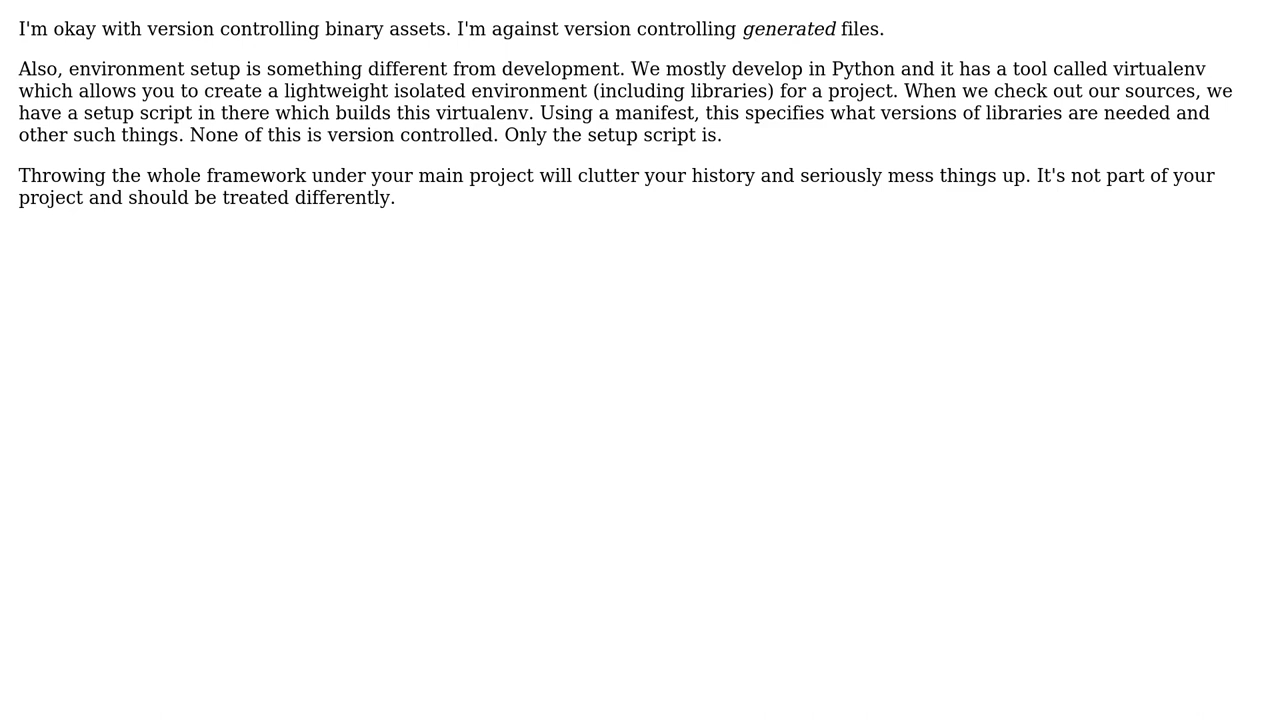 I'm okay with version controlling binary assets. I'm against version controlling generated files.
Also, environment setup is something different from development. We mostly develop in Python and it has a tool called virtualenv
which allows you to create a lightweight isolated environment (including libraries) for a project. When we check out our sources, we
have a setup script in there which builds this virtualenv. Using a manifest, this specifies what versions of libraries are needed and
other such things. None of this is version controlled. Only the setup script is.
Throwing the whole framework under your main project will clutter your history and seriously mess things up. It's not part of your
project and should be treated differently.